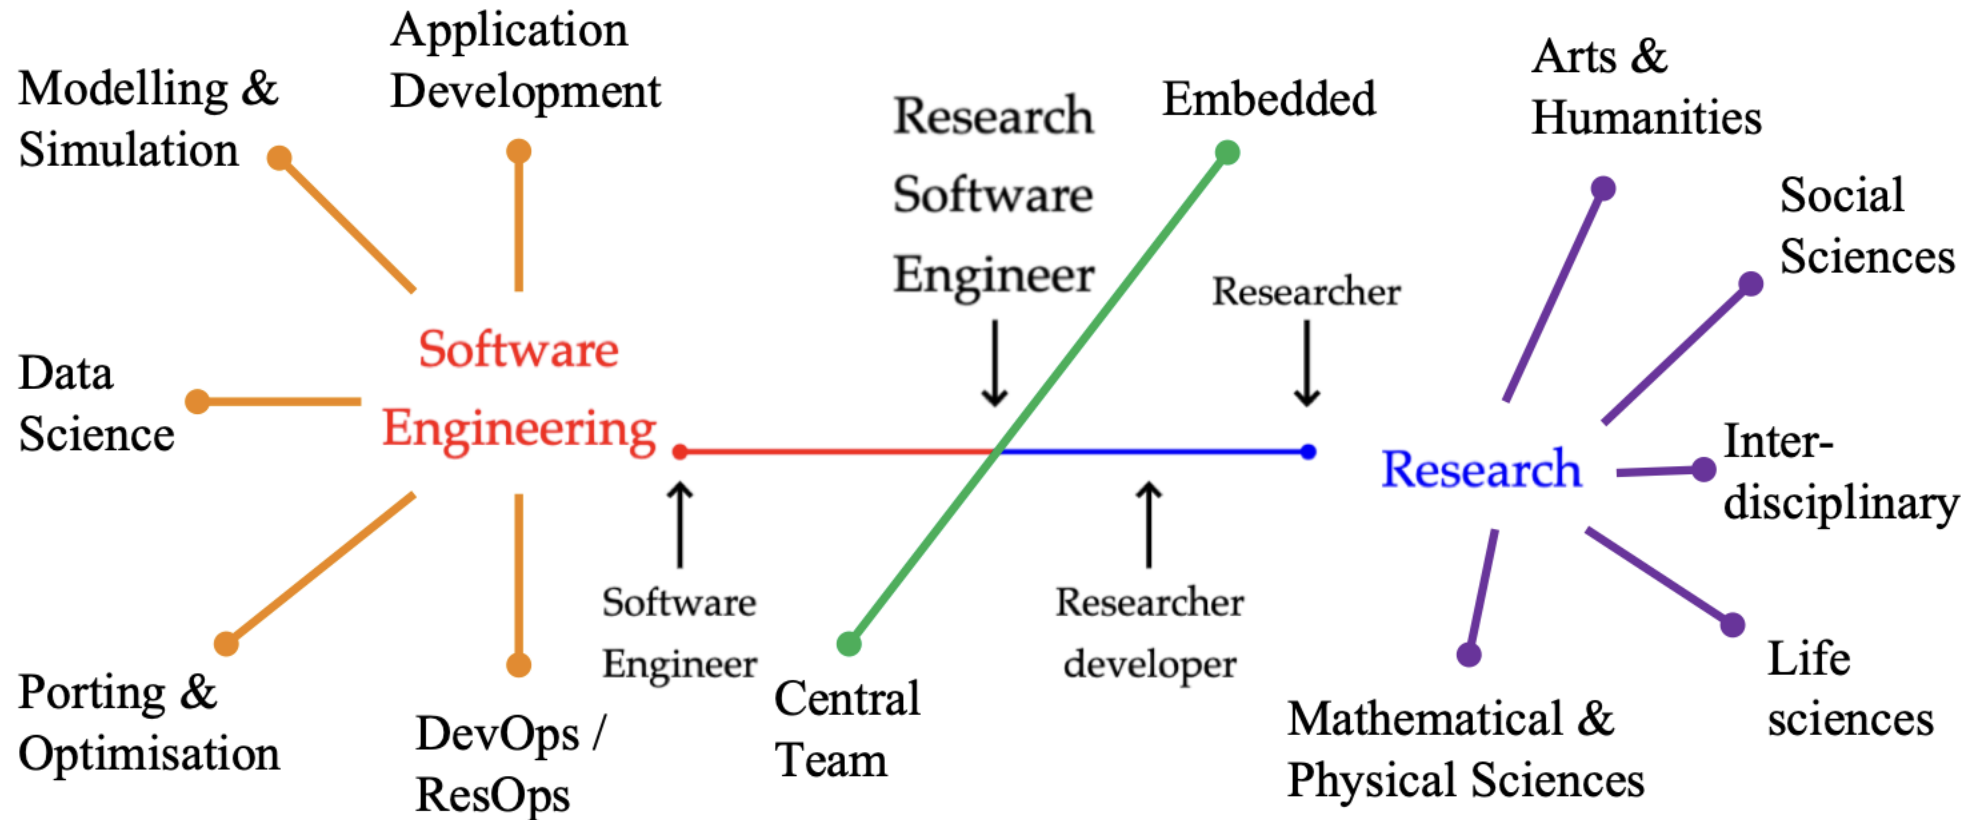 Application
Development
Modelling &
Simulation
Data
Science
Software
Engineering
Porting &
Optimisation
DevOps /
ResOps
Software
Engineer
Research
Software
Engineer
Embedded
Central
Team
Researcher
Researcher
developer
Research
Arts &
Humanities
Social
Sciences
Inter-
disciplinary
Life
sciences
Mathematical &
Physical Sciences